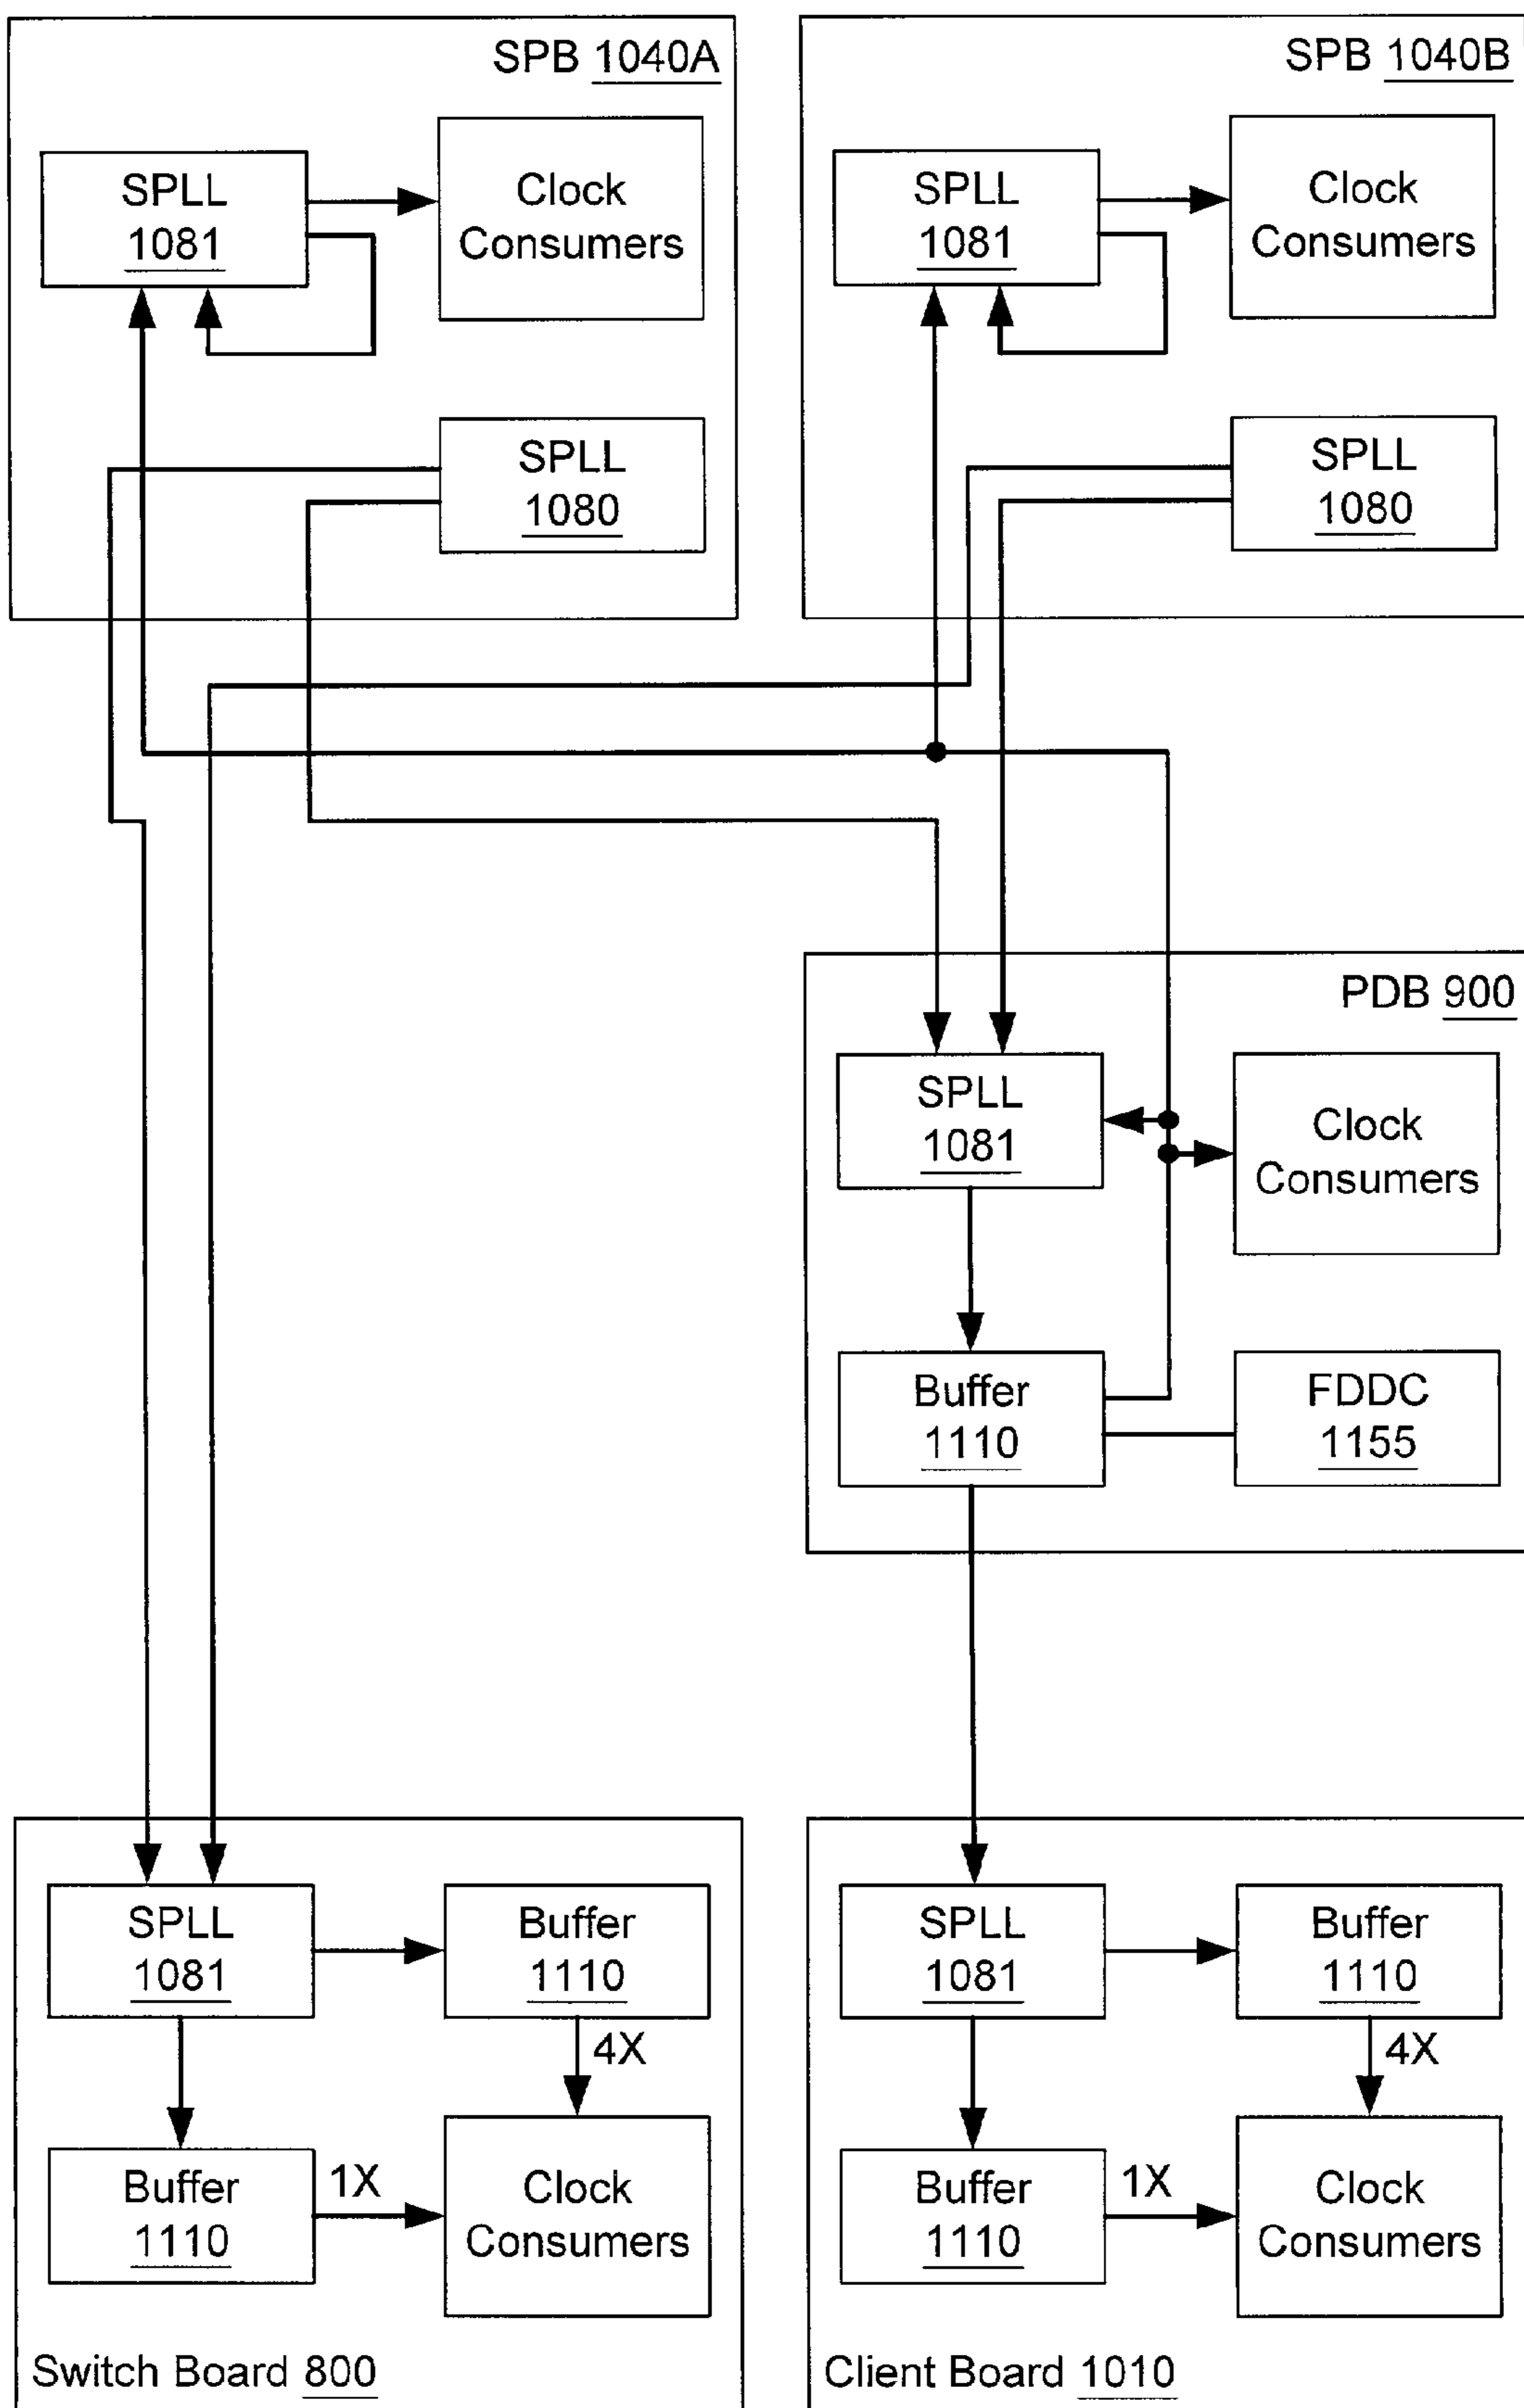 SPB 1040A
SPLL
1081
Clock
Consumers
SPLL
1080
SPB 1040B
SPLL
1081
Clock
Consumers
SPLL
1080
PDB 900
SPLL
1081
Clock
Consumers
Buffer
1110
FDDC
1155
SPLL
1081
Buffer
1110
4X
Buffer
1110
1X
Clock
Consumers
Switch Board 800
SPLL
1081
Buffer
1110
4X
Buffer
1110
1X
Clock
Consumers
Client Board 1010